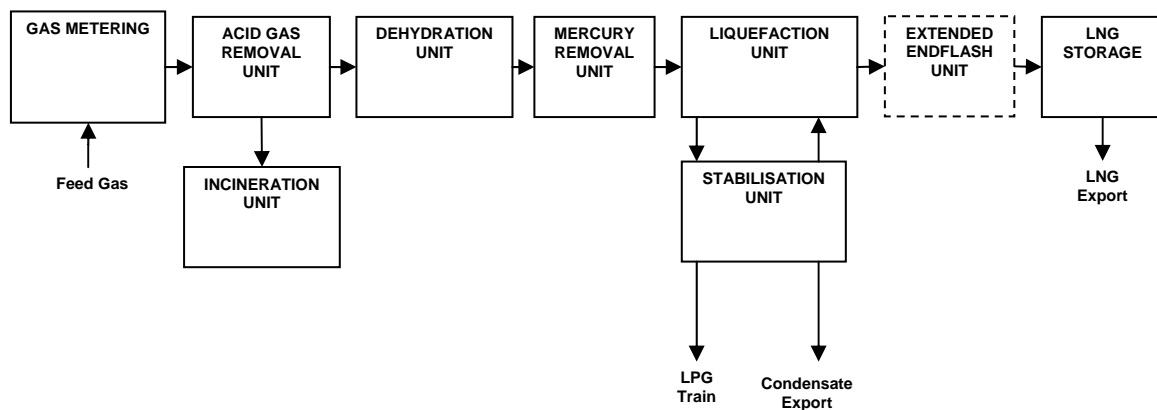 GAS METERING
ACID GAS
REMOVAL
UNIT
DEHYDRATION
UNIT
MERCURY
REMOVAL
UNIT
LIQUEFACTION
UNIT
EXTENDED
ENDFLASH
UNIT
LNG
STORAGE
Feed Gas
INCINERATION
UNIT
STABILISATION
UNIT
LNG
Export
LPG
Train
Condensate
Export